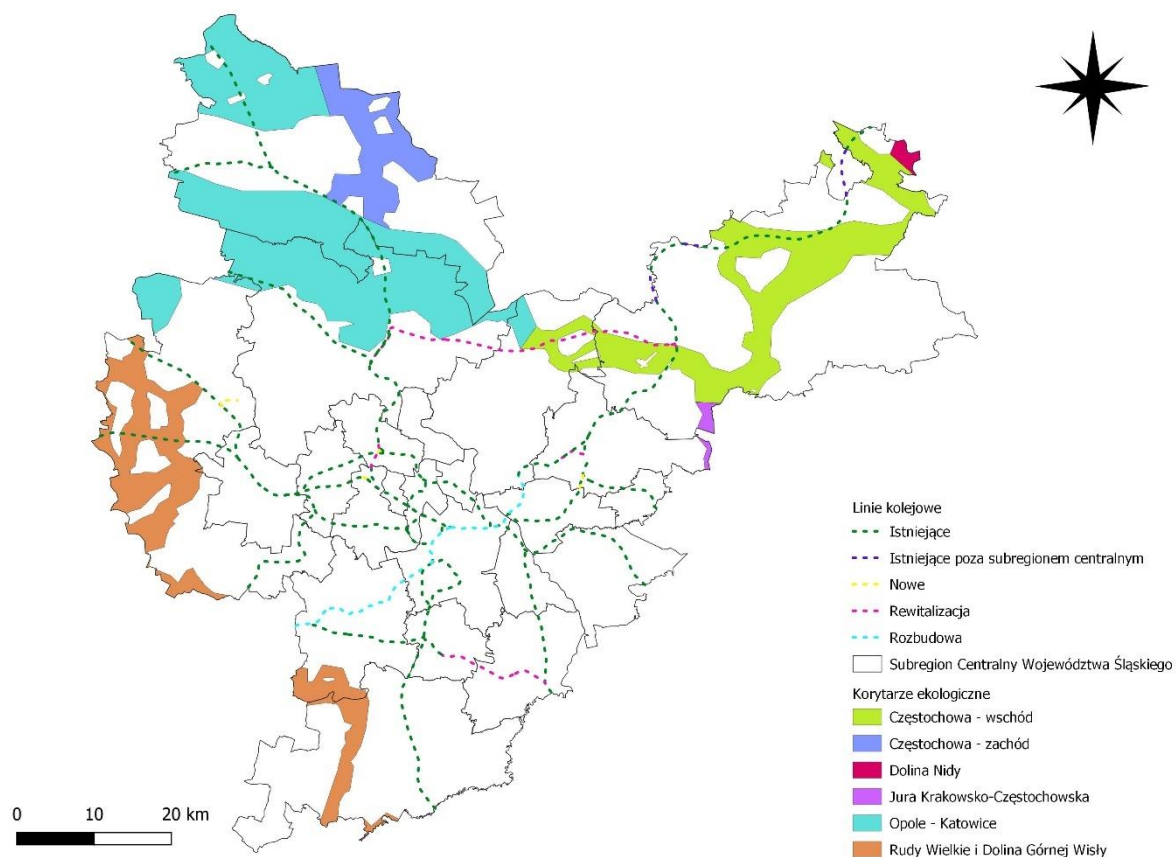 Linie kolejowe
Istniejące
Istniejące poza subregionem centralnym
Nowe
Rewitalizacja
Rozbudowa
Subregion Centralny Województwa Śląskiego
Korytarze ekologiczne
Częstochowa - wschód
Częstochowa - zachód
Dolina Nidy
Jura Krakowsko-Częstochowska
Opole - Katowice
Rudy Wielkie i Dolina Górnej Wisły
0 10 20 km